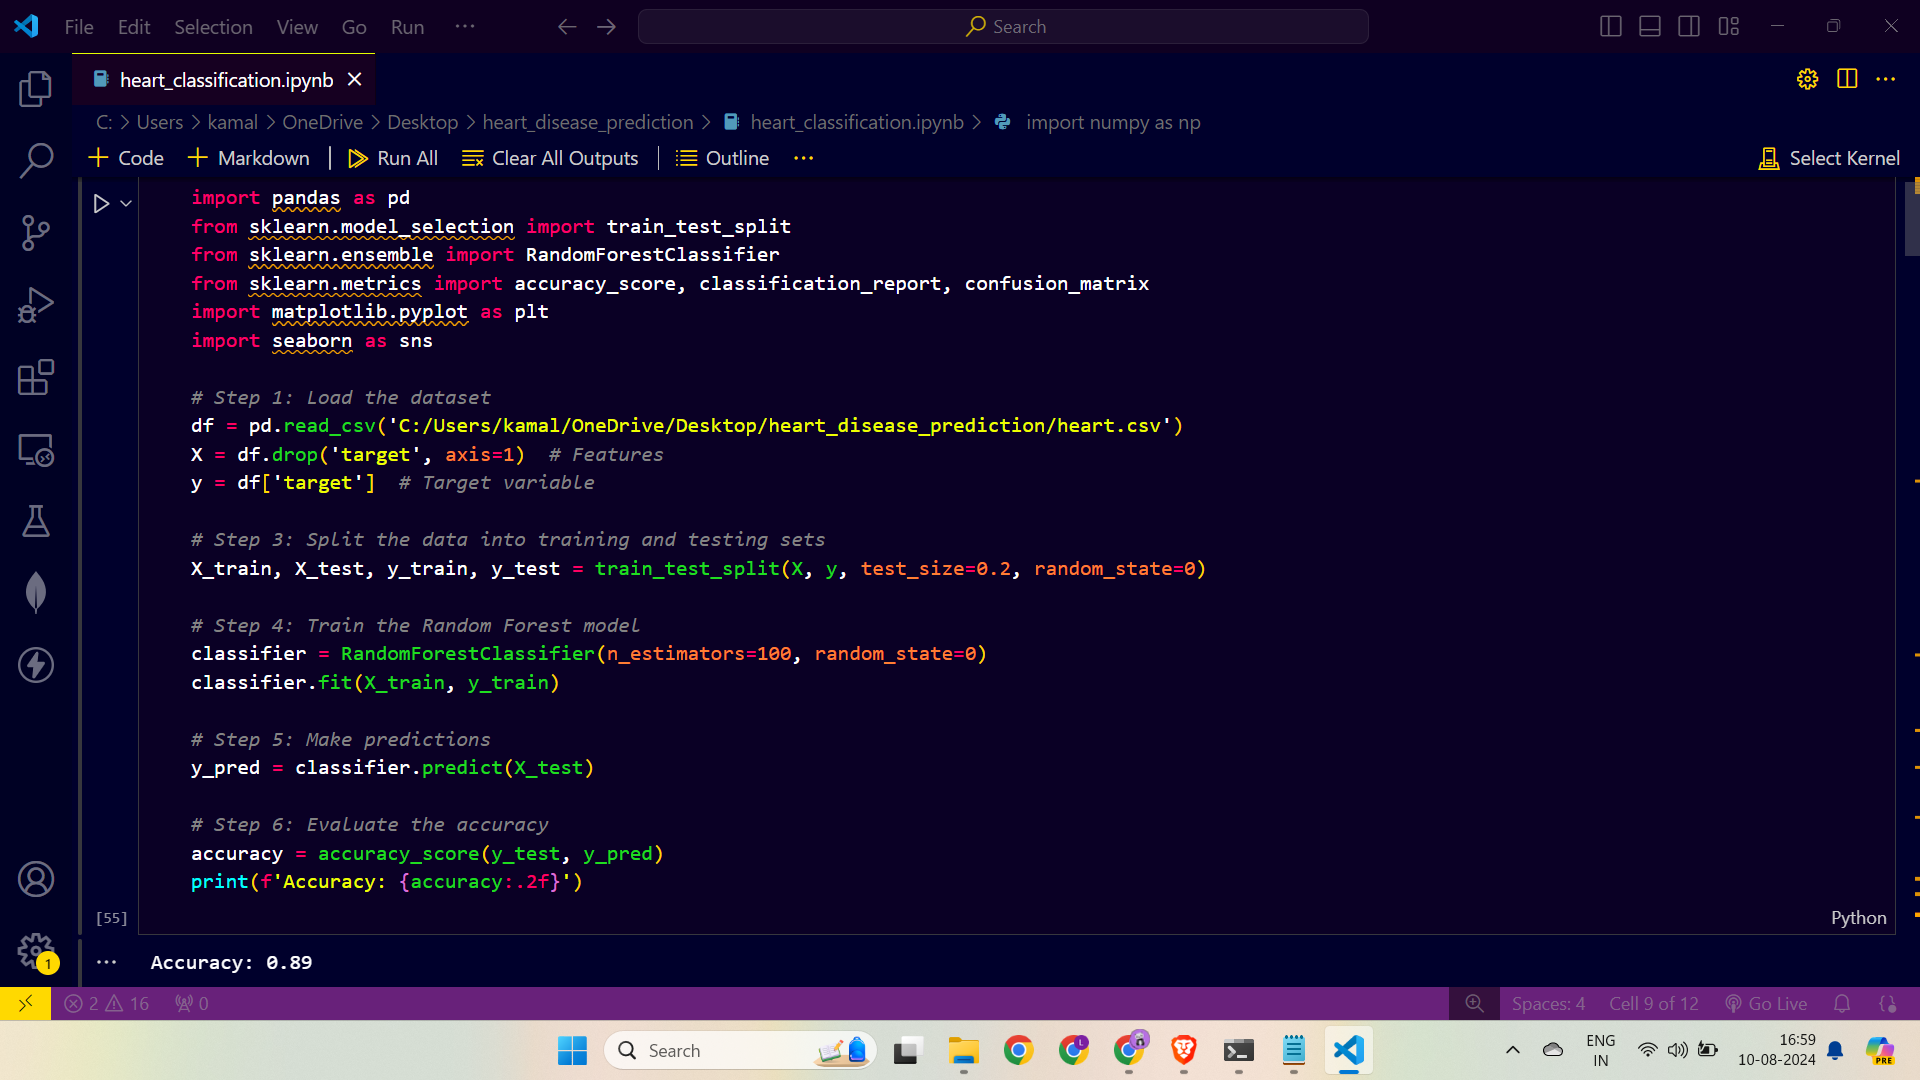 File Edit Selection View Go Run ··· Search
heart_classification.ipynb
C: > Users > kamal > OneDrive > Desktop > heart_disease_prediction > heart_classification.ipynb > import numpy as np
+ Code + Markdown | Run All Clear All Outputs | Outline ··· Select Kernel
import pandas as pd
from sklearn.model_selection import train_test_split
from sklearn.ensemble import RandomForestClassifier
from sklearn.metrics import accuracy_score, classification_report, confusion_matrix
import matplotlib.pyplot as plt
import seaborn as sns
# Step 1: Load the dataset
df = pd.read_csv('C:/Users/kamal/OneDrive/Desktop/heart_disease_prediction/heart.csv')
X = df.drop('target', axis=1)  # Features
y = df['target']  # Target variable
# Step 3: Split the data into training and testing sets
X_train, X_test, y_train, y_test = train_test_split(X, y, test_size=0.2, random_state=0)
# Step 4: Train the Random Forest model
classifier = RandomForestClassifier(n_estimators=100, random_state=0)
classifier.fit(X_train, y_train)
# Step 5: Make predictions
y_pred = classifier.predict(X_test)
# Step 6: Evaluate the accuracy
accuracy = accuracy_score(y_test, y_pred)
print(f'Accuracy: {accuracy:.2f}')
[55] Python
··· Accuracy: 0.89
1
2 16 0 Spaces: 4 Cell 9 of 12 Go Live
Search L ENG 16:59
IN 10-08-2024 PRE